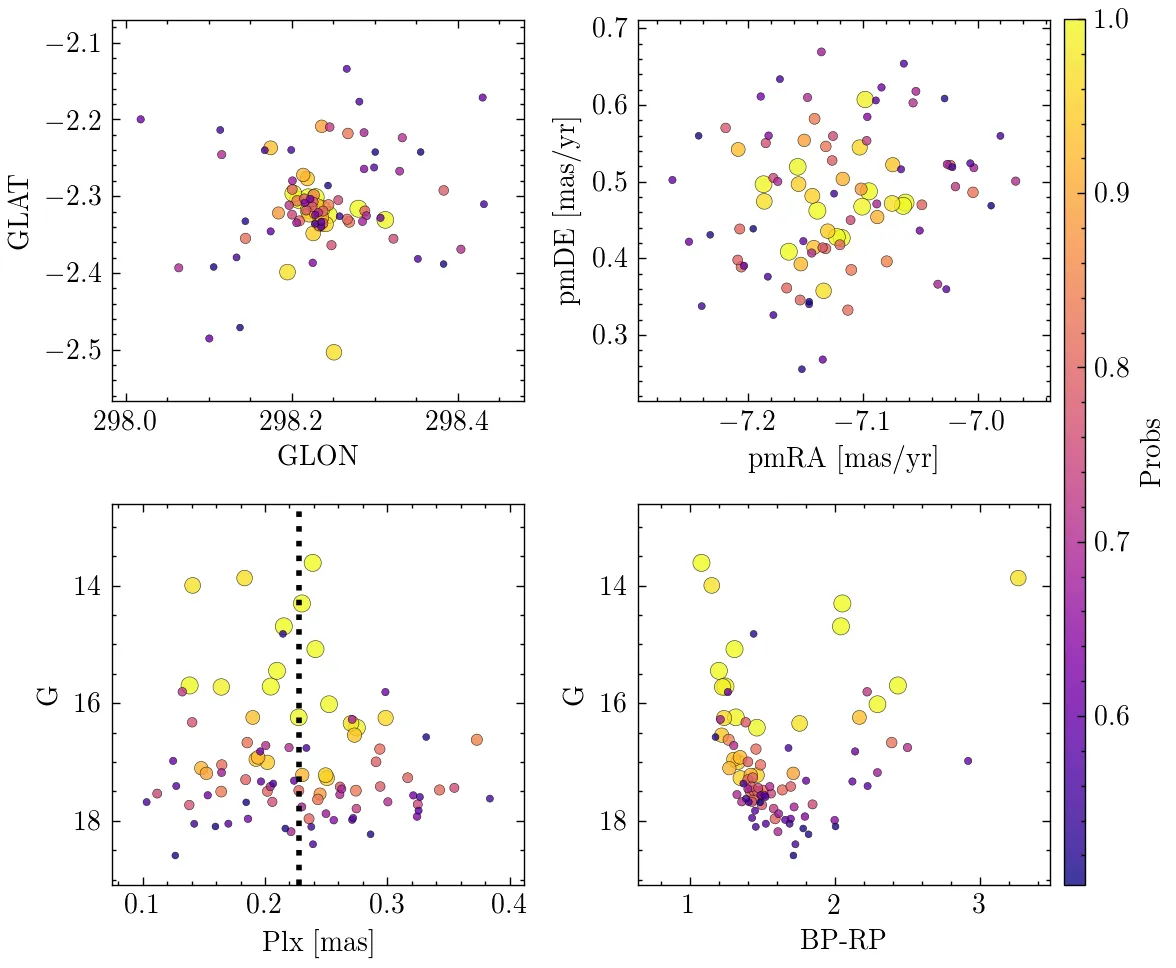 −2.1
−2.2
−2.3
−2.4
−2.5
GLAT
298.0 298.2 298.4
GLON
0.7
0.6
0.5
0.4
0.3
pmDE [mas/yr]
−7.2 −7.1 −7.0
pmRA [mas/yr]
1.0
0.9
0.8
0.7
0.6
Probs
14
16
18
G
0.1 0.2 0.3 0.4
Plx [mas]
14
16
18
G
1 2 3
BP-RP